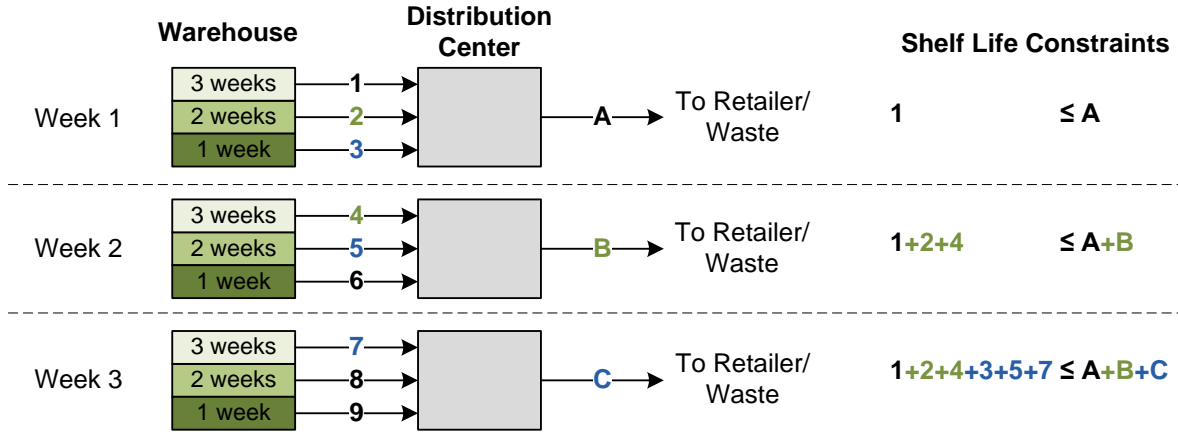 Warehouse
Distribution
Center
Shelf Life Constraints
Week 1
3 weeks
1
2 weeks
2
1 week
3
A
To Retailer/
Waste
1 ≤ A
Week 2
3 weeks
4
2 weeks
5
1 week
6
B
To Retailer/
Waste
1+2+4 ≤ A+B
Week 3
3 weeks
7
2 weeks
8
1 week
9
C
To Retailer/
Waste
1+2+4+3+5+7 ≤ A+B+C